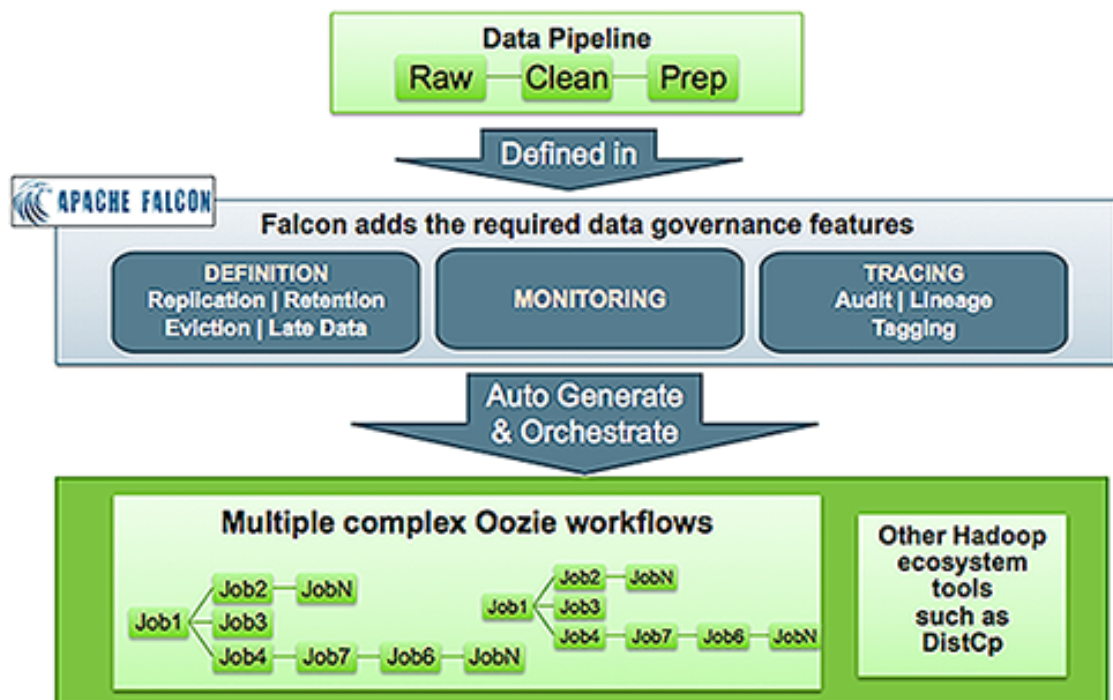 Data Pipeline
Raw Clean Prep
Defined in
APACHE FALCON
Falcon adds the required data governance features
DEFINITION
Replication | Retention
Eviction | Late Data
MONITORING
TRACING
Audit | Lineage
Tagging
Auto Generate
& Orchestrate
Multiple complex Oozie workflows
Job2 JobN
Job1
Job3
Job4 Job7 Job6 JobN
Job2 JobN
Job1
Job3
Job4 Job7 Job6 JobN
Other Hadoop
ecosystem
tools
such as
DistCp